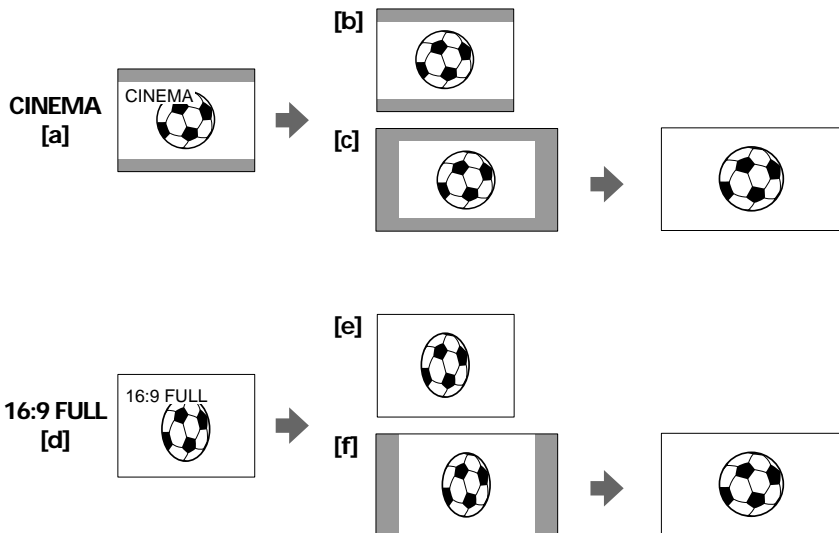 [b]
CINEMA
CINEMA
[a]
[c]
[e]
16:9 FULL
16:9 FULL
[d]
[f]